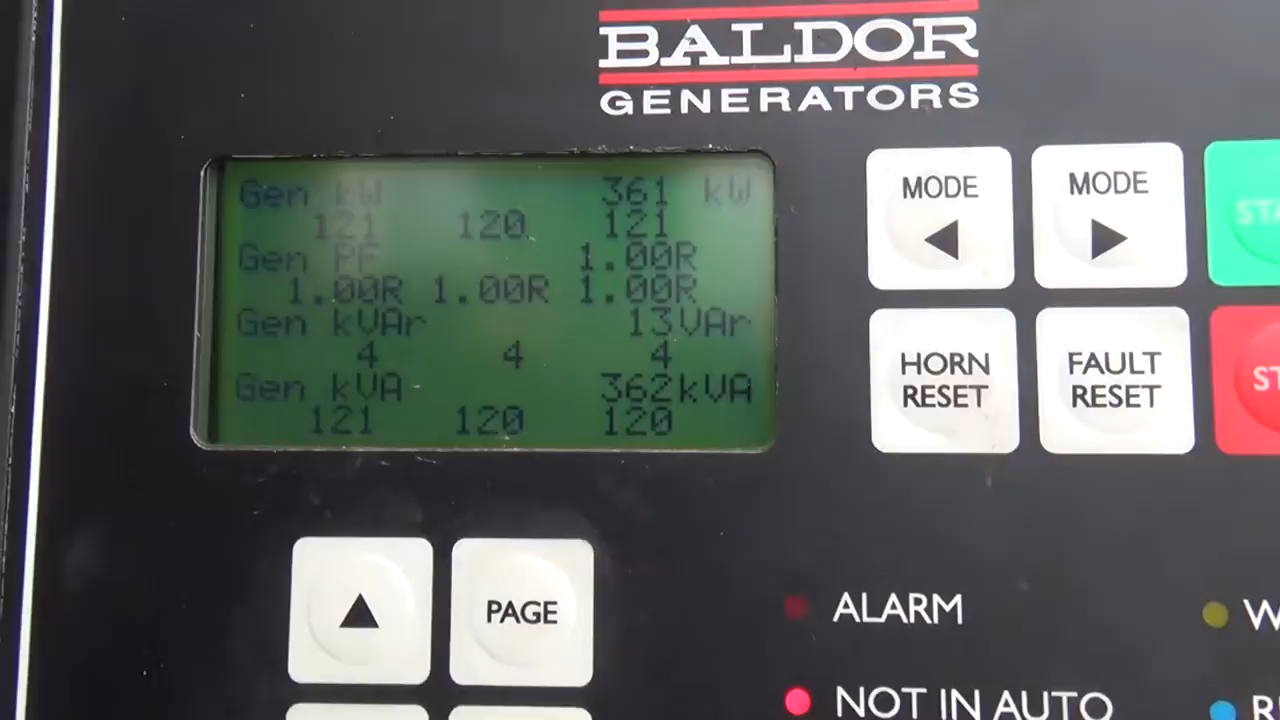 BALDOR
GENERATORS
Gen kW 361 kW
121 120 121
Gen PF 1.00R
1.00R 1.00R 1.00R
Gen kVAr 13VAr
4 4 4
Gen kVA 362kVA
121 120 120
MODE
MODE
HORN RESET
FAULT RESET
PAGE
ALARM
NOT IN AUTO